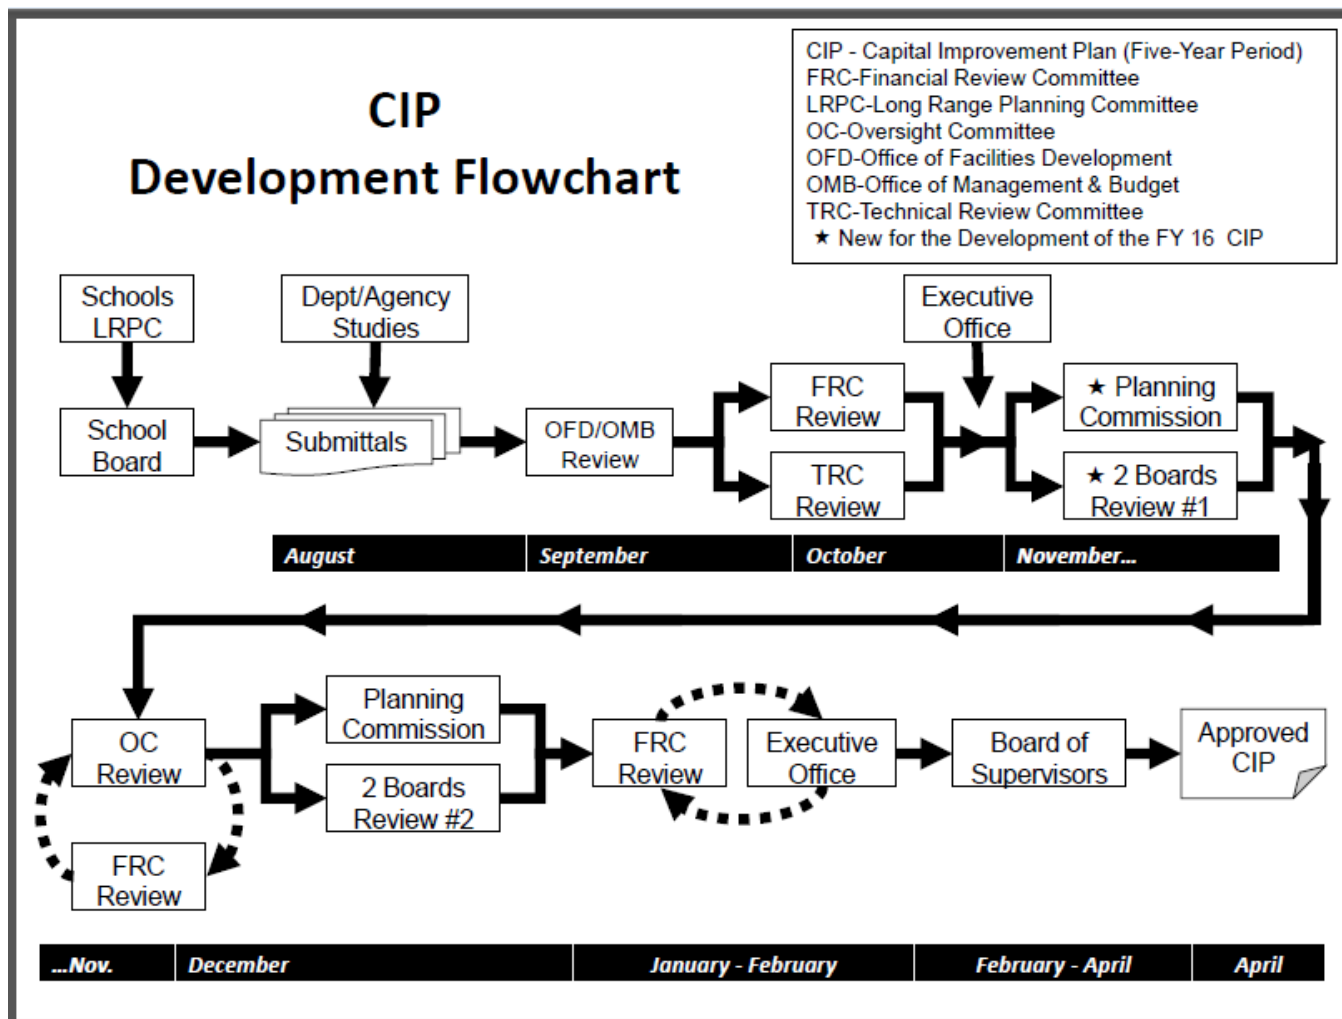 CIP
Development Flowchart
CIP - Capital Improvement Plan (Five-Year Period)
FRC-Financial Review Committee
LRPC-Long Range Planning Committee
OC-Oversight Committee
OFD-Office of Facilities Development
OMB-Office of Management & Budget
TRC-Technical Review Committee
★ New for the Development of the FY 16 CIP
Schools
LRPC
Dept/Agency
Studies
Executive
Office
School
Board
Submittals
OFD/OMB
Review
FRC
Review
TRC
Review
★ Planning
Commission
★ 2 Boards
Review #1
August
September
October
November...
OC
Review
FRC
Review
Planning
Commission
2 Boards
Review #2
FRC
Review
Executive
Office
Board of
Supervisors
Approved
CIP
...Nov.
December
January - February
February - April
April